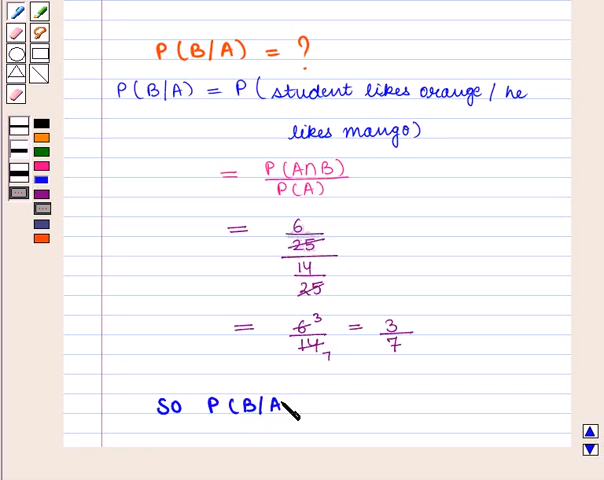 P(B/A) = ?
P(B/A) = P(student likes orange/he
likes mango)
= P(A∩B)
P(A)
= 6
25
14
25
= 6 3 = 3
14 7 7
So P(B/A